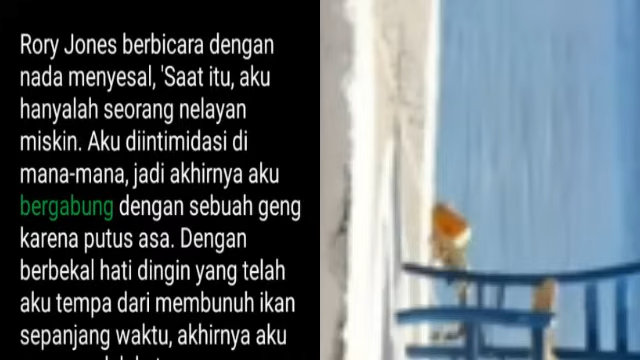 Rory Jones berbicara dengan
nada menyesal, 'Saat itu, aku
hanyalah seorang nelayan
miskin. Aku diintimidasi di
mana-mana, jadi akhirnya aku
bergabung dengan sebuah geng
karena putus asa. Dengan
berbekal hati dingin yang telah
aku tempa dari membunuh ikan
sepanjang waktu, akhirnya aku